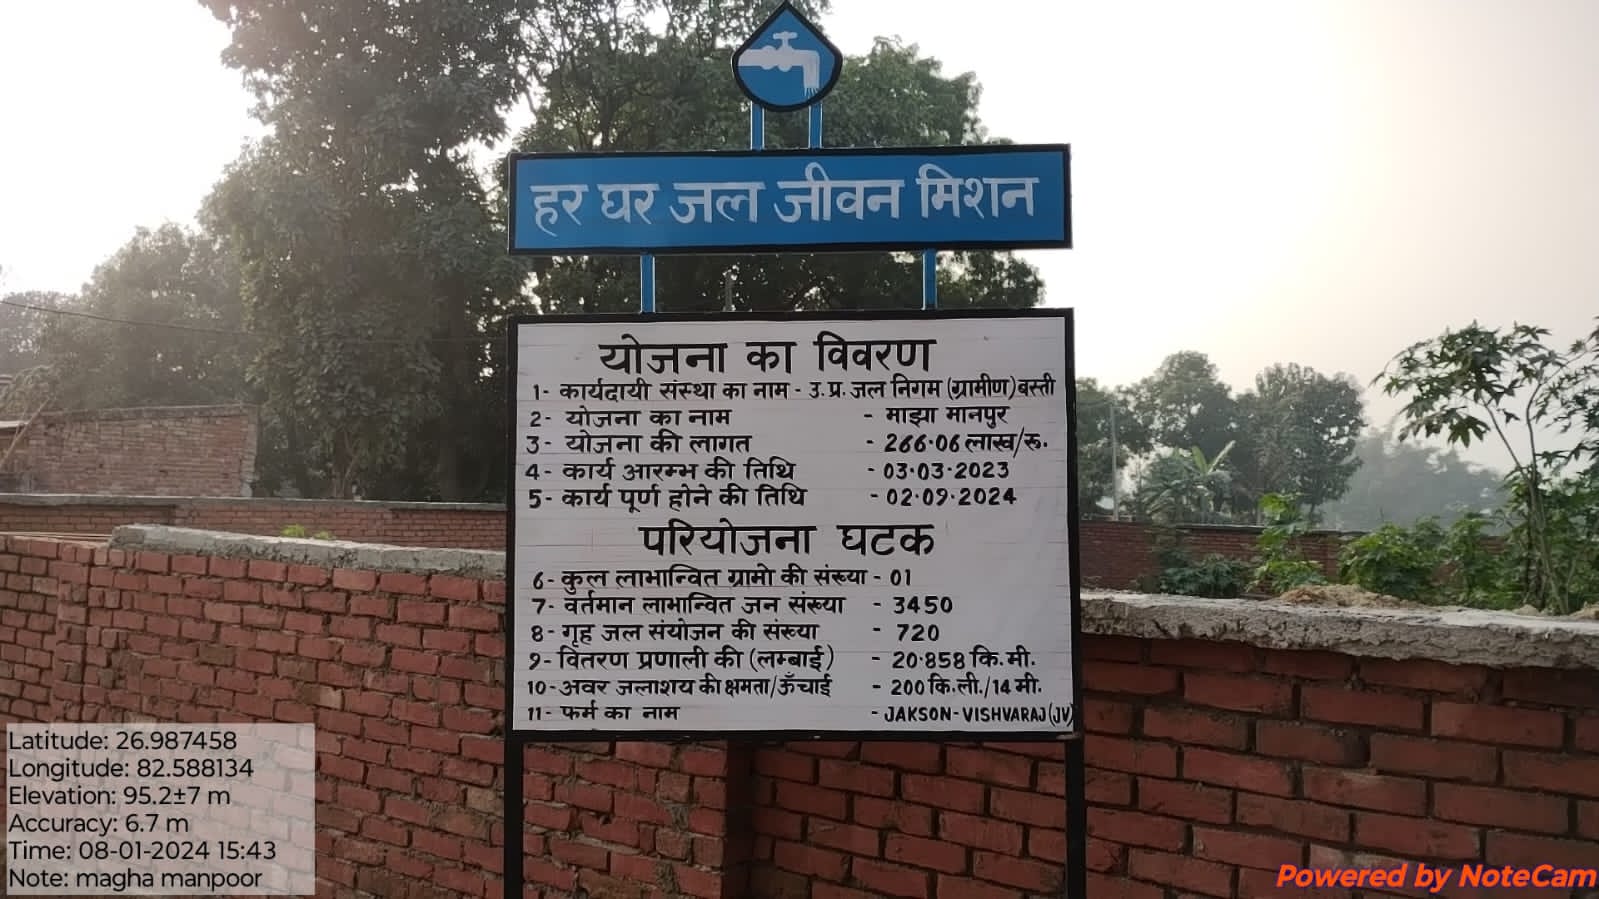 हर घर जल जीवन मिशन
योजना का विवरण
1- कार्यदायी संस्था का नाम - उ.प्र. जल निगम (ग्रामीण) बस्ती
2- योजना का नाम - माझा मानपुर
3- योजना की लागत - 266.06 लाख/रू.
4- कार्य आरम्भ की तिथि - 03.03.2023
5- कार्य पूर्ण होने की तिथि - 02.09.2024
परियोजना घटक
6- कुल लाभान्वित ग्रामो की संख्या - 01
7- वर्तमान लाभान्वित जन संख्या - 3450
8- गृह जल संयोजन की संख्या - 720
9- वितरण प्रणाली की (लम्बाई) - 20.858 कि.मी.
10- अवर जलाशय की क्षमता/ऊँचाई - 200 कि.ली./14 मी.
11- फर्म का नाम - JAKSON-VISHVARAJ (JV)
Latitude: 26.987458
Longitude: 82.588134
Elevation: 95.2±7 m
Accuracy: 6.7 m
Time: 08-01-2024 15:43
Note: magha manpoor
Powered by NoteCam